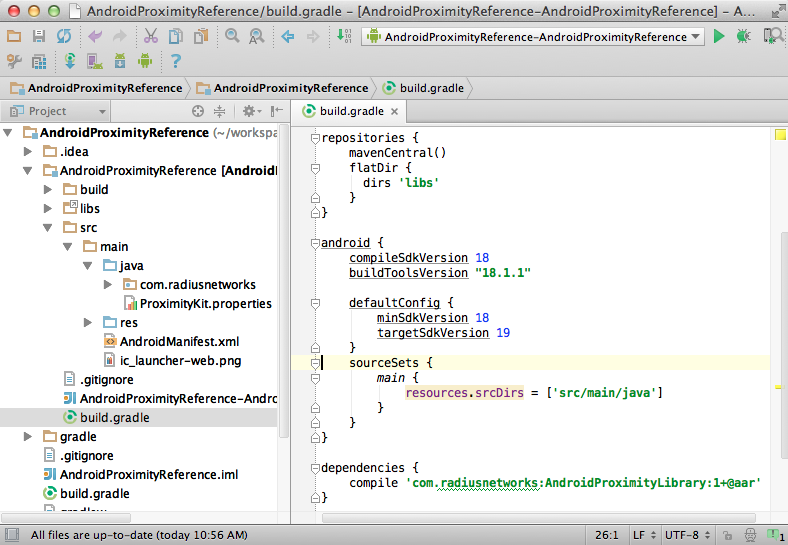 AndroidProximityReference/build.gradle – [AndroidProximityReference-AndroidProximityReference] – A...
AndroidProximityReference-AndroidProximityReference
AndroidProximityReference
AndroidProximityReference
build.gradle
Project
build.gradle
AndroidProximityReference (~/workspa
.idea
AndroidProximityReference [Android
build
libs
src
main
java
com.radiusnetworks
ProximityKit.properties
res
AndroidManifest.xml
ic_launcher-web.png
.gitignore
AndroidProximityReference-Andro
build.gradle
gradle
.gitignore
AndroidProximityReference.iml
build.gradle
repositories {
mavenCentral()
flatDir {
dirs 'libs'
}
}
android {
compileSdkVersion 18
buildToolsVersion "18.1.1"
defaultConfig {
minSdkVersion 18
targetSdkVersion 19
}
sourceSets {
main {
resources.srcDirs = ['src/main/java']
}
}
}
dependencies {
compile 'com.radiusnetworks:AndroidProximityLibrary:1+@aar'
}
All files are up-to-date (today 10:56 AM)
26:1
LF
UTF-8
1